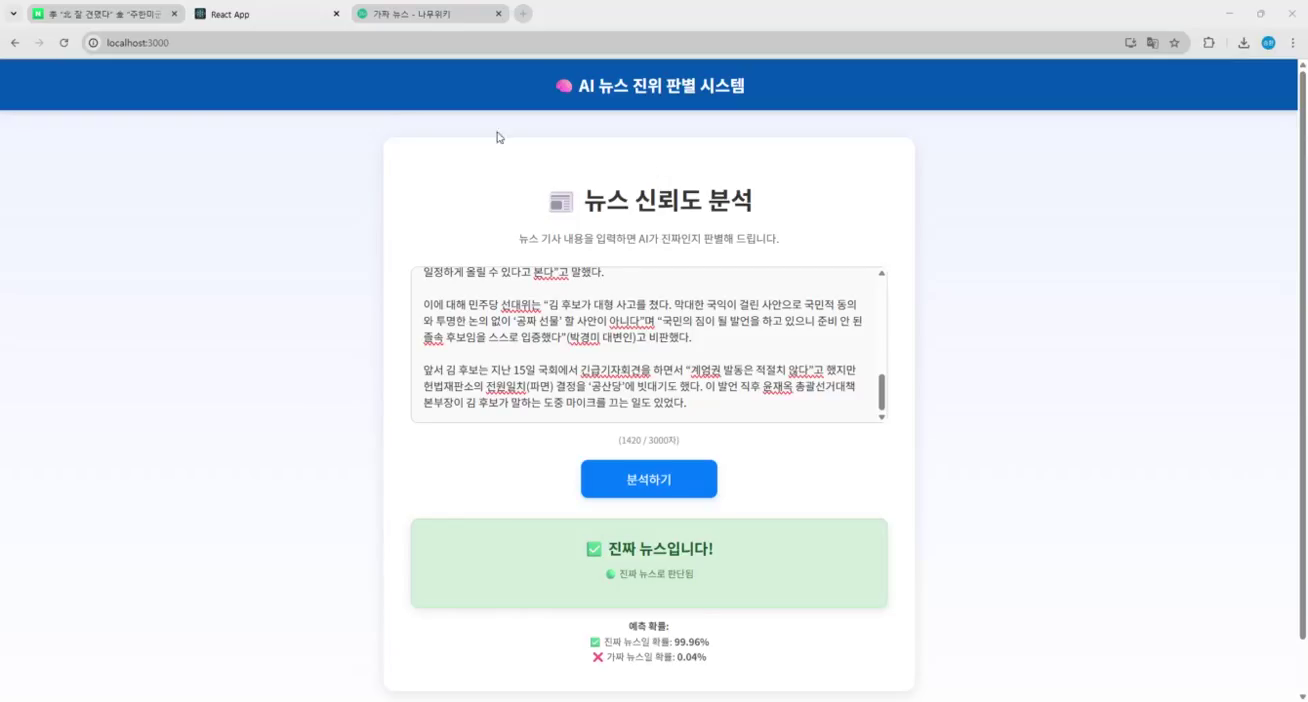 李 "北 잘 견뎠다" 金 "주한미군
React App
가짜 뉴스 - 나무위키
localhost:3000
AI 뉴스 진위 판별 시스템
뉴스 신뢰도 분석
뉴스 기사 내용을 입력하면 AI가 진짜인지 판별해 드립니다.
일정하게 올릴 수 있다고 본다"고 말했다.
이에 대해 민주당 선대위는 "김 후보가 대형 사고를 쳤다. 막대한 국익이 걸린 사안으로 국민적 동의
와 투명한 논의 없이 '공짜 선물' 할 사안이 아니다"며 "국민의 짐이 될 발언을 하고 있으니 준비 안 된
졸속 후보임을 스스로 입증했다"(박경미 대변인)고 비판했다.
앞서 김 후보는 지난 15일 국회에서 긴급기자회견을 하면서 "계엄권 발동은 적절치 않다"고 했지만
헌법재판소의 전원일치(파면) 결정을 '공산당'에 빗대기도 했다. 이 발언 직후 윤재옥 총괄선거대책
본부장이 김 후보가 말하는 도중 마이크를 끄는 일도 있었다.
(1420 / 3000자)
분석하기
진짜 뉴스입니다!
진짜 뉴스로 판단됨
예측 확률:
진짜 뉴스일 확률: 99.96%
가짜 뉴스일 확률: 0.04%